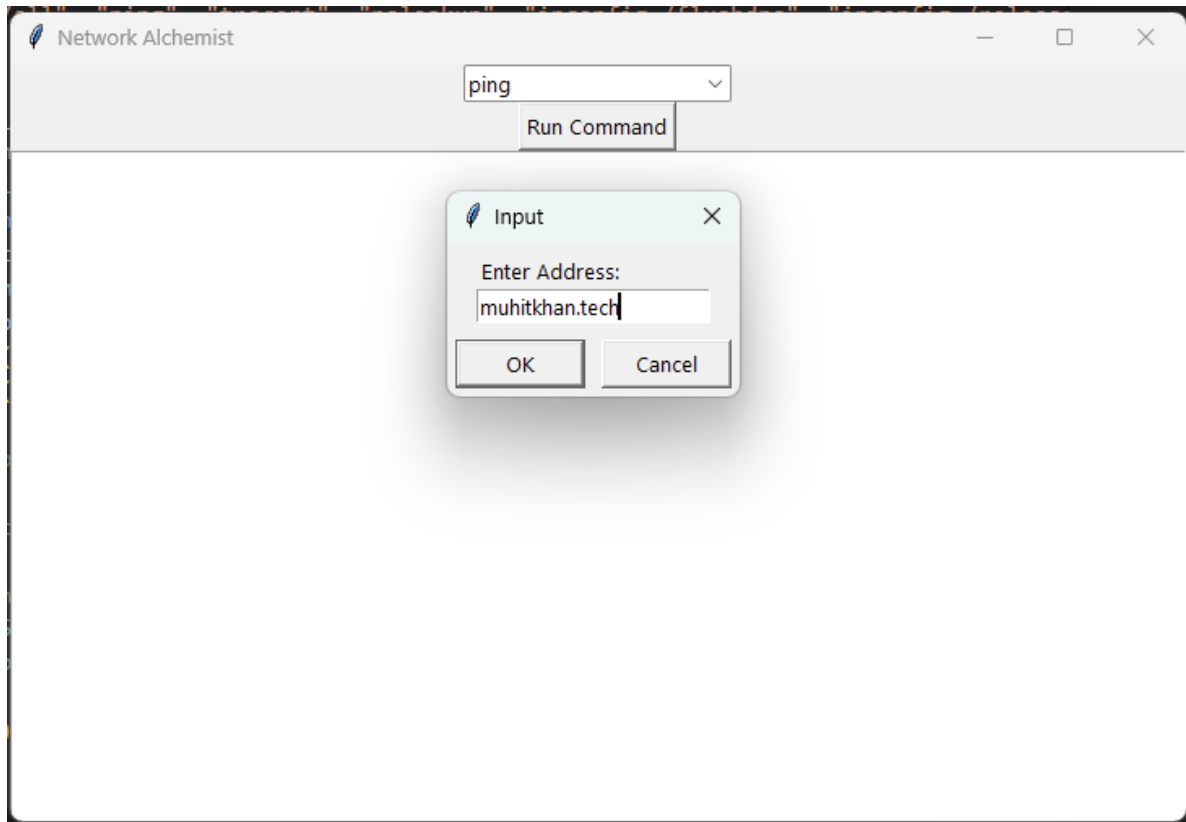 Network Alchemist
ping
Run Command
Input
Enter Address:
muhitkhan.tech
OK Cancel